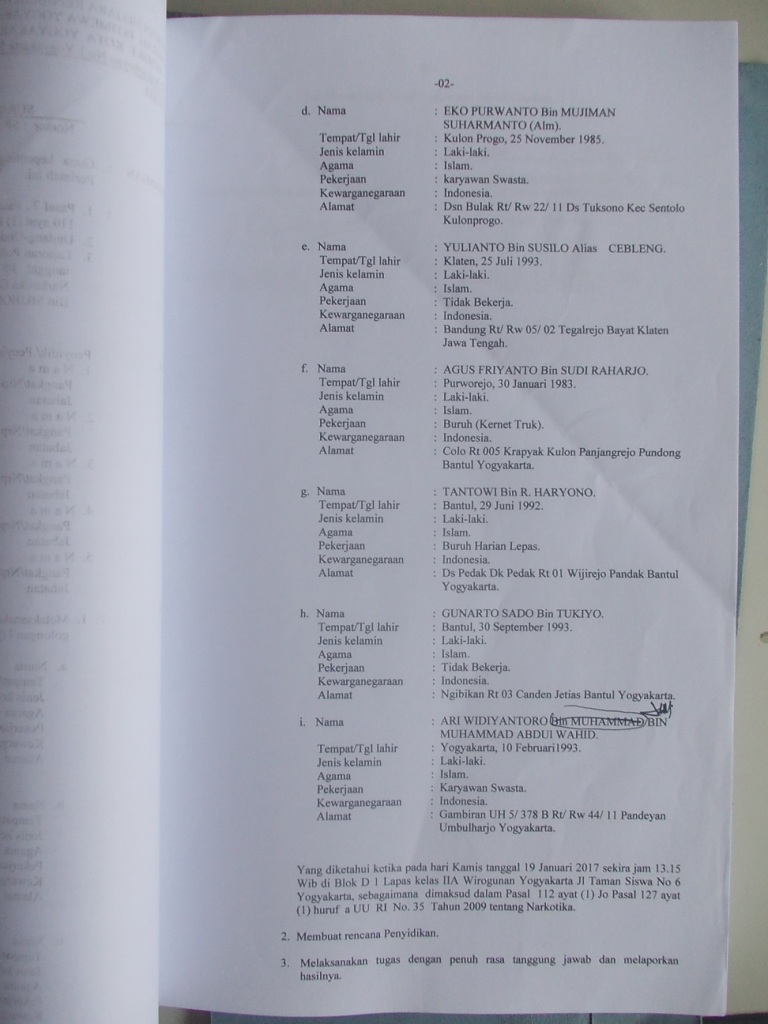 -02-
d. Nama : EKO PURWANTO Bin MUJIMAN
SUHARMANTO (Alm).
Tempat/Tgl lahir : Kulon Progo, 25 November 1985.
Jenis kelamin : Laki-laki.
Agama : Islam.
Pekerjaan : karyawan Swasta.
Kewarganegaraan : Indonesia.
Alamat : Dsn Bulak Rt/ Rw 22/ 11 Ds Tuksono Kec Sentolo
Kulonprogo.
e. Nama : YULIANTO Bin SUSILO Alias CEBLENG.
Tempat/Tgl lahir : Klaten, 25 Juli 1993.
Jenis kelamin : Laki-laki.
Agama : Islam.
Pekerjaan : Tidak Bekerja.
Kewarganegaraan : Indonesia.
Alamat : Bandung Rt/ Rw 05/ 02 Tegalrejo Bayat Klaten
Jawa Tengah.
f. Nama : AGUS FRIYANTO Bin SUDI RAHARJO.
Tempat/Tgl lahir : Purworejo, 30 Januari 1983.
Jenis kelamin : Laki-laki.
Agama : Islam.
Pekerjaan : Buruh (Kernet Truk).
Kewarganegaraan : Indonesia.
Alamat : Colo Rt 005 Krapyak Kulon Panjangrejo Pundong
Bantul Yogyakarta.
g. Nama : TANTOWI Bin R. HARYONO.
Tempat/Tgl lahir : Bantul, 29 Juni 1992.
Jenis kelamin : Laki-laki.
Agama : Islam.
Pekerjaan : Buruh Harian Lepas.
Kewarganegaraan : Indonesia.
Alamat : Ds Pedak Dk Pedak Rt 01 Wijirejo Pandak Bantul
Yogyakarta.
h. Nama : GUNARTO SADO Bin TUKIYO.
Tempat/Tgl lahir : Bantul, 30 September 1993.
Jenis kelamin : Laki-laki.
Agama : Islam.
Pekerjaan : Tidak Bekerja.
Kewarganegaraan : Indonesia.
Alamat : Ngibikan Rt 03 Canden Jetias Bantul Yogyakarta.
i. Nama : ARI WIDIYANTORO Bin MUHAMMAD BIN
MUHAMMAD ABDUI WAHID.
Tempat/Tgl lahir : Yogyakarta, 10 Februari1993.
Jenis kelamin : Laki-laki.
Agama : Islam.
Pekerjaan : Karyawan Swasta.
Kewarganegaraan : Indonesia.
Alamat : Gambiran UH 5/ 378 B Rt/ Rw 44/ 11 Pandeyan
Umbulharjo Yogyakarta.
Yang diketahui ketika pada hari Kamis tanggal 19 Januari 2017 sekira jam 13.15
Wib di Blok D 1 Lapas kelas IIA Wirogunan Yogyakarta Jl Taman Siswa No 6
Yogyakarta, sebagaimana dimaksud dalam Pasal 112 ayat (1) Jo Pasal 127 ayat
(1) huruf a UU RI No. 35 Tahun 2009 tentang Narkotika.
2. Membuat rencana Penyidikan.
3. Melaksanakan tugas dengan penuh rasa tanggung jawab dan melaporkan
hasilnya.